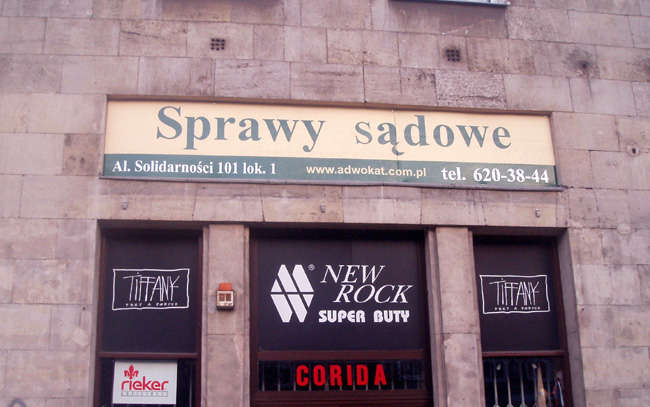 Sprawy sądowe
Al. Solidarności 101 lok. 1 www.adwokat.com.pl tel. 620-38-44
TIFFANY
® NEW ROCK
SUPER BUTY
TIFFANY
CORIDA
rieker